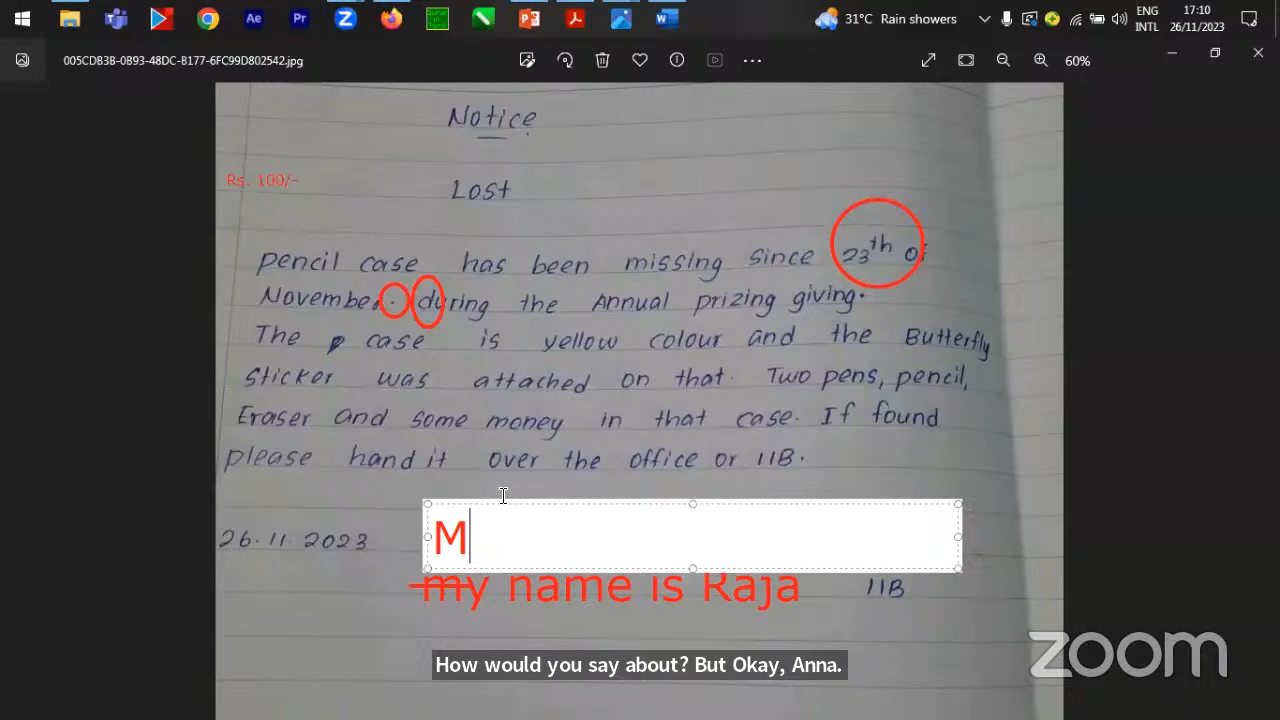 Ae
Pr
31°C Rain showers
ENG
INTL
17:10
26/11/2023
005CDB3B-0B93-48DC-B177-6FC99D802542.jpg
60%
Notice
Rs. 100/-
Lost
pencil case has been missing since 23th of
November. during the Annual prizing giving.
The case is yellow colour and the Butterfly
sticker was attached on that. Two pens, pencil,
Eraser and some money in that case. If found
please hand it over the office or 11B.
M
26.11.2023
my name is Raja
11B
How would you say about? But Okay, Anna.
zoom